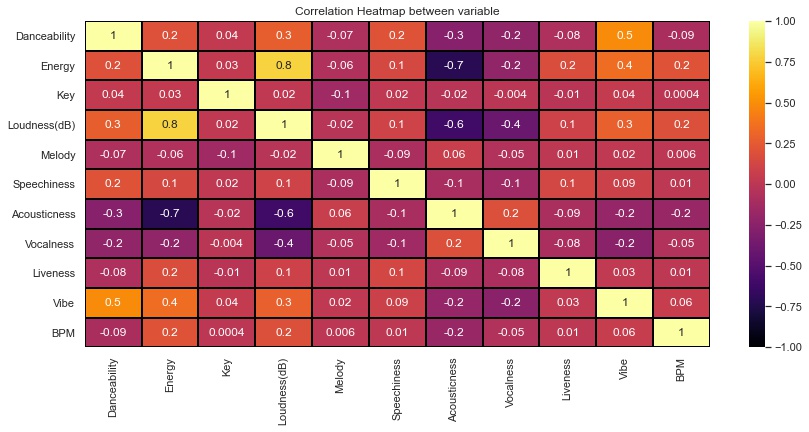 Correlation Heatmap between variable
Danceability 1 0.2 0.04 0.3 -0.07 0.2 -0.3 -0.2 -0.08 0.5 -0.09
Energy 0.2 1 0.03 0.8 -0.06 0.1 -0.7 -0.2 0.2 0.4 0.2
Key 0.04 0.03 1 0.02 -0.1 0.02 -0.02 -0.004 -0.01 0.04 0.0004
Loudness(dB) 0.3 0.8 0.02 1 -0.02 0.1 -0.6 -0.4 0.1 0.3 0.2
Melody -0.07 -0.06 -0.1 -0.02 1 -0.09 0.06 -0.05 0.01 0.02 0.006
Speechiness 0.2 0.1 0.02 0.1 -0.09 1 -0.1 -0.1 0.1 0.09 0.01
Acousticness -0.3 -0.7 -0.02 -0.6 0.06 -0.1 1 0.2 -0.09 -0.2 -0.2
Vocalness -0.2 -0.2 -0.004 -0.4 -0.05 -0.1 0.2 1 -0.08 -0.2 -0.05
Liveness -0.08 0.2 -0.01 0.1 0.01 0.1 -0.09 -0.08 1 0.03 0.01
Vibe 0.5 0.4 0.04 0.3 0.02 0.09 -0.2 -0.2 0.03 1 0.06
BPM -0.09 0.2 0.0004 0.2 0.006 0.01 -0.2 -0.05 0.01 0.06 1
Danceability
Energy
Key
Loudness(dB)
Melody
Speechiness
Acousticness
Vocalness
Liveness
Vibe
BPM
1.00
0.75
0.50
0.25
0.00
−0.25
−0.50
−0.75
−1.00